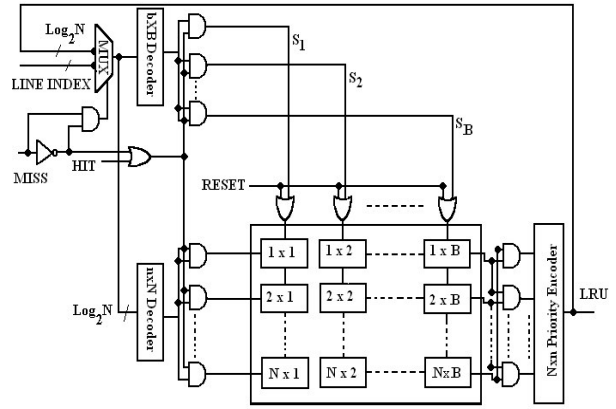 Log2N
LINE INDEX
MUX
bXB Decoder
S1
S2
SB
MISS
HIT
RESET
Log2N
nxN Decoder
1 x 1
1 x 2
1 x B
2 x 1
2 x 2
2 x B
N x 1
N x 2
NxB
Nxn Priority Encoder
LRU